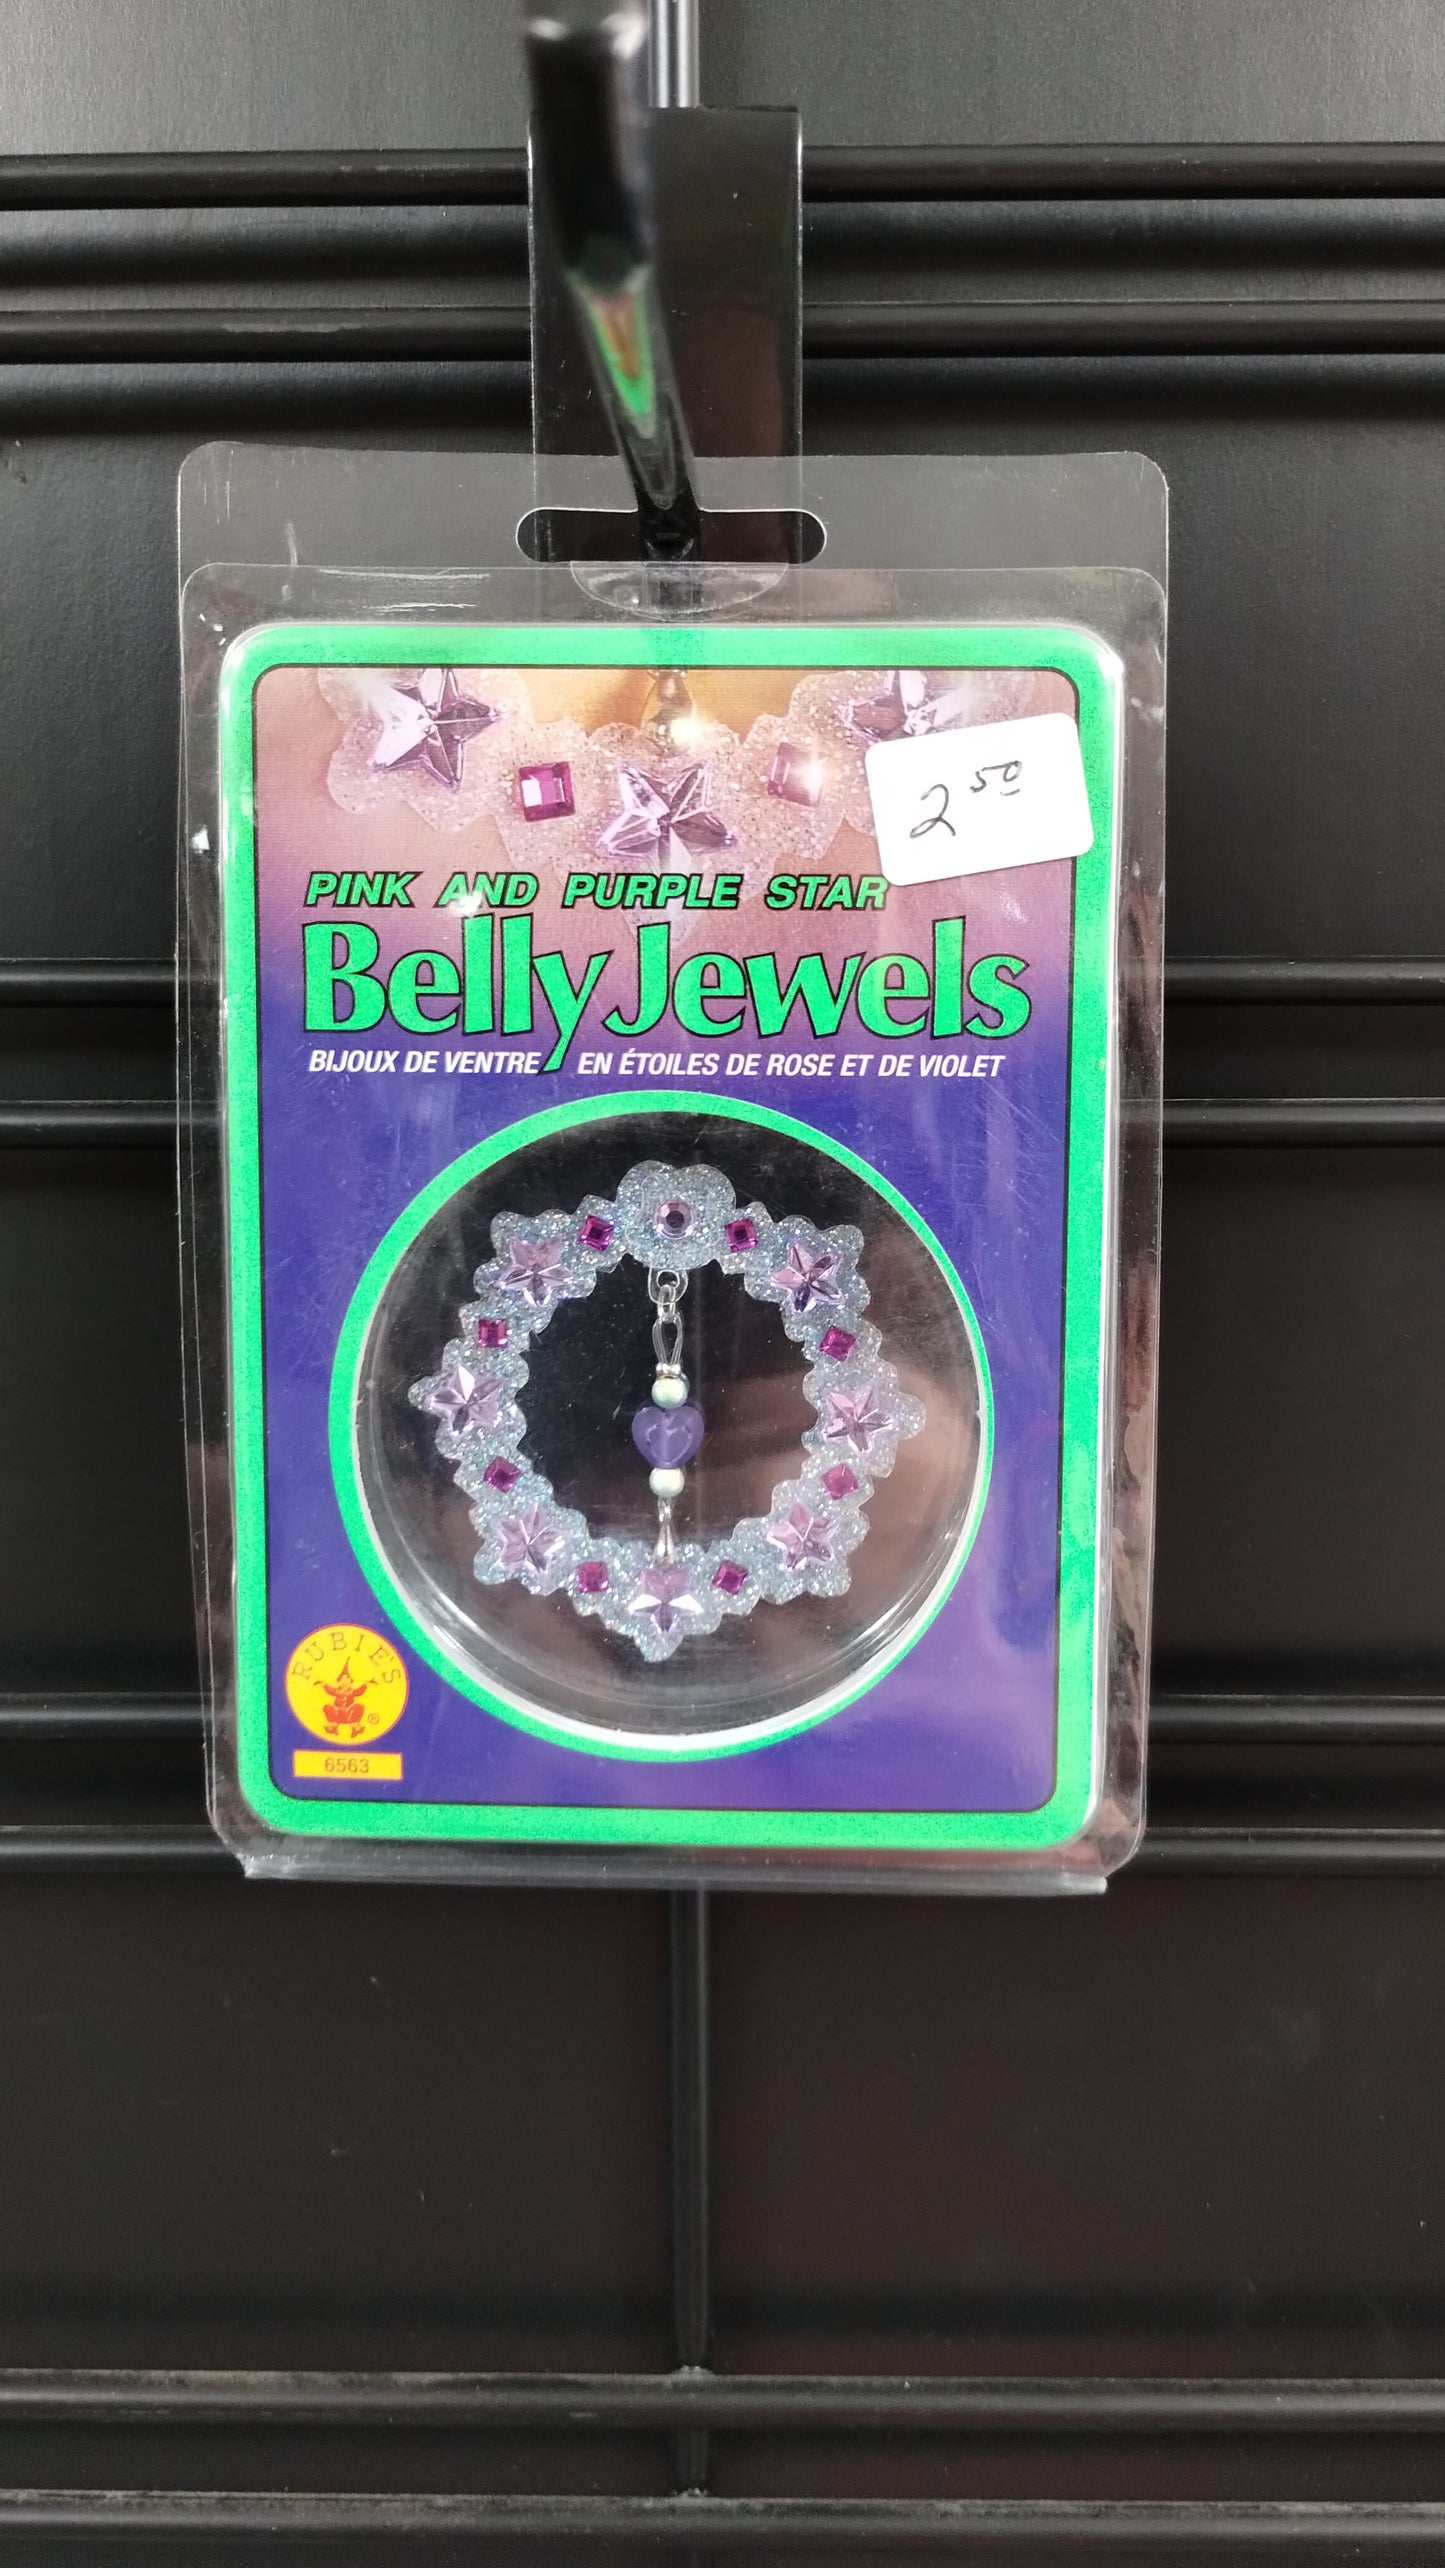 2 50
PINK AND PURPLE STAR
Belly Jewels
BIJOUX DE VENTRE EN ÉTOILES DE ROSE ET DE VIOLET
RUBIE'S
®
6563